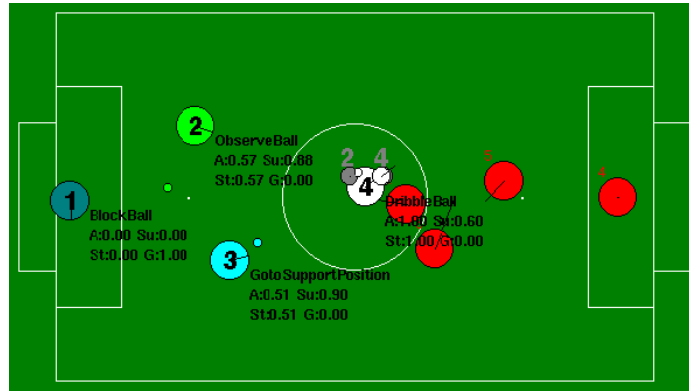 2
ObserveBall
A:0.57 Su:0.88
St:0.57 G:0.00
2 4
4
DribbleBall
A:1.00 Su:0.60
St:1.00 G:0.00
1
BlockBall
A:0.00 Su:0.00
St:0.00 G:1.00
3
GotoSupportPosition
A:0.51 Su:0.90
St:0.51 G:0.00